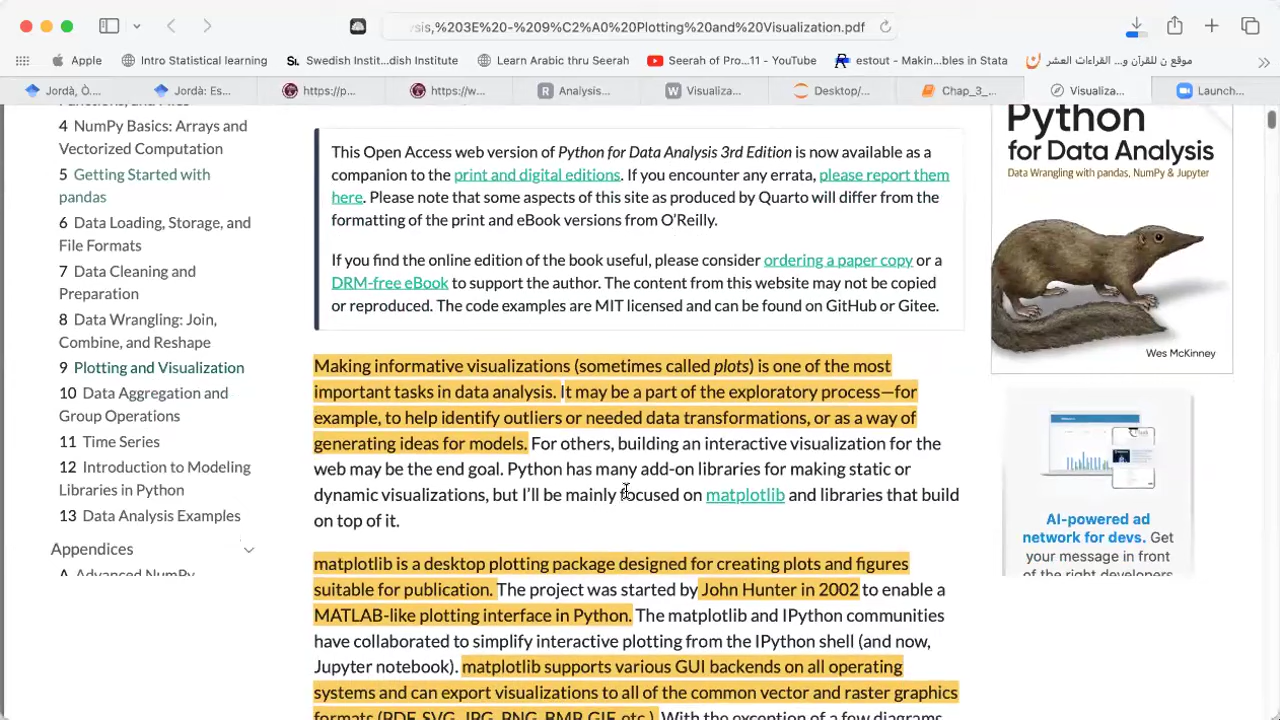 sis,%203E%20-%209%C2%A0%20Plotting%20and%20Visualization.pdf
Apple
Intro Statistical learning
Swedish Instit...dish Institute
Learn Arabic thru Seerah
Seerah of Pro...11 - YouTube
estout - Makin...bles in Stata
موقع ن للقرآن و... القراءات العشر
Jordà, Ò...
Jordà: Es...
https://p...
https://w...
Analysis...
Visualiza...
Desktop/...
Chap_3_...
Visualiza...
Launch...
4 NumPy Basics: Arrays and
Vectorized Computation
5 Getting Started with
pandas
6 Data Loading, Storage, and
File Formats
7 Data Cleaning and
Preparation
8 Data Wrangling: Join,
Combine, and Reshape
9 Plotting and Visualization
10 Data Aggregation and
Group Operations
11 Time Series
12 Introduction to Modeling
Libraries in Python
13 Data Analysis Examples
Appendices
A Advanced NumPy
This Open Access web version of Python for Data Analysis 3rd Edition is now available as a
companion to the print and digital editions. If you encounter any errata, please report them
here. Please note that some aspects of this site as produced by Quarto will differ from the
formatting of the print and eBook versions from O'Reilly.
If you find the online edition of the book useful, please consider ordering a paper copy or a
DRM-free eBook to support the author. The content from this website may not be copied
or reproduced. The code examples are MIT licensed and can be found on GitHub or Gitee.
Making informative visualizations (sometimes called plots) is one of the most
important tasks in data analysis. It may be a part of the exploratory process—for
example, to help identify outliers or needed data transformations, or as a way of
generating ideas for models. For others, building an interactive visualization for the
web may be the end goal. Python has many add-on libraries for making static or
dynamic visualizations, but I'll be mainly focused on matplotlib and libraries that build
on top of it.
matplotlib is a desktop plotting package designed for creating plots and figures
suitable for publication. The project was started by John Hunter in 2002 to enable a
MATLAB-like plotting interface in Python. The matplotlib and IPython communities
have collaborated to simplify interactive plotting from the IPython shell (and now,
Jupyter notebook). matplotlib supports various GUI backends on all operating
systems and can export visualizations to all of the common vector and raster graphics
formats (PDF, SVG, JPG, PNG, BMP, GIF, etc.). With the exception of a few diagrams,
Python
for Data Analysis
Data Wrangling with pandas, NumPy & Jupyter
Wes McKinney
AI-powered ad
network for devs. Get
your message in front
of the right developers